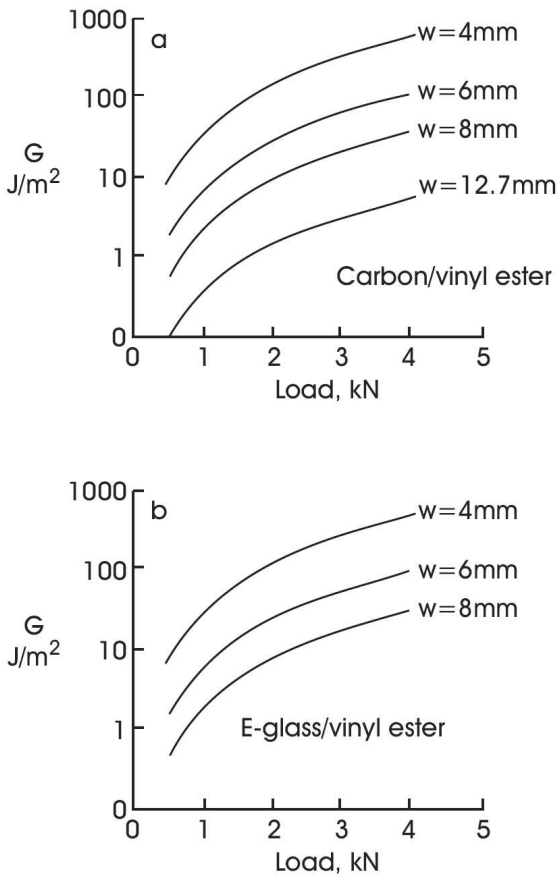 1000
a
w=4mm
100
w=6mm
w=8mm
G
J/m²
10
w=12.7mm
1
Carbon/vinyl ester
0
0 1 2 3 4 5
Load, kN
1000
b
w=4mm
100
w=6mm
w=8mm
G
J/m²
10
1
E-glass/vinyl ester
0
0 1 2 3 4 5
Load, kN